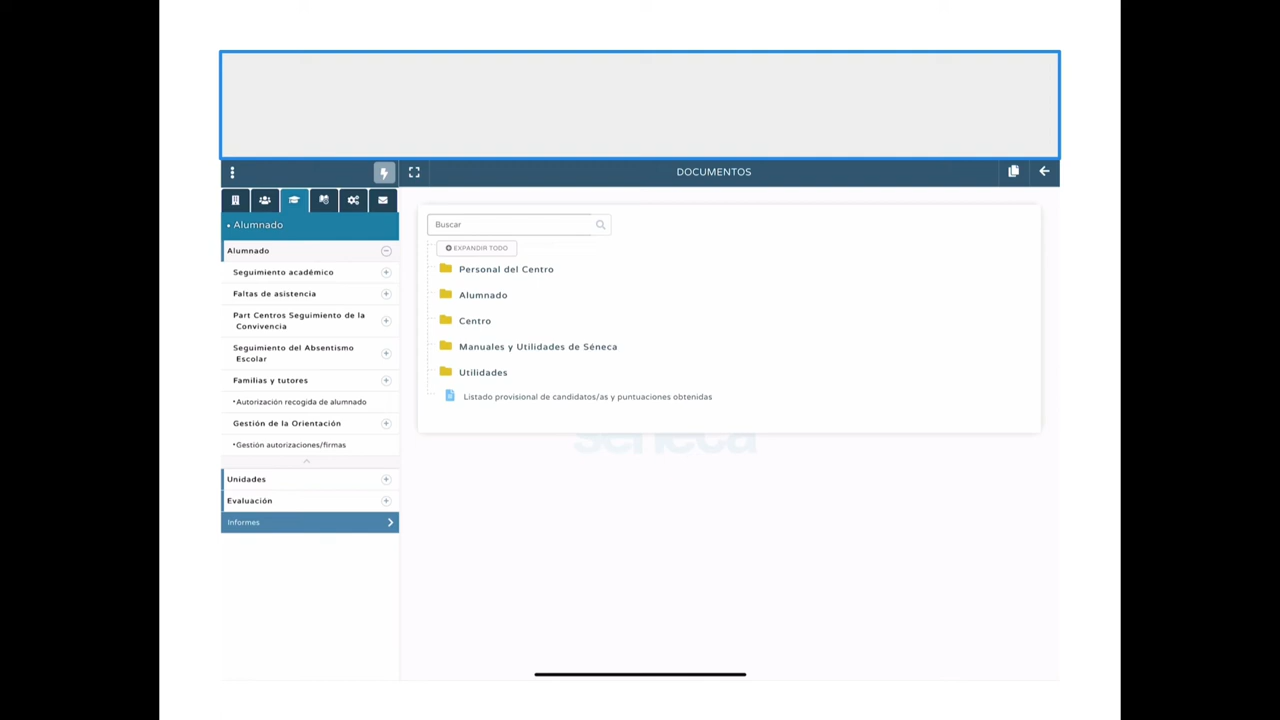 DOCUMENTOS
• Alumnado
Alumnado
Seguimiento académico
Faltas de asistencia
Part Centros Seguimiento de la
Convivencia
Seguimiento del Absentismo
Escolar
Familias y tutores
•Autorización recogida de alumnado
Gestión de la Orientación
•Gestión autorizaciones/firmas
Unidades
Evaluación
Informes
Buscar
EXPANDIR TODO
Personal del Centro
Alumnado
Centro
Manuales y Utilidades de Séneca
Utilidades
Listado provisional de candidatos/as y puntuaciones obtenidas
seneca